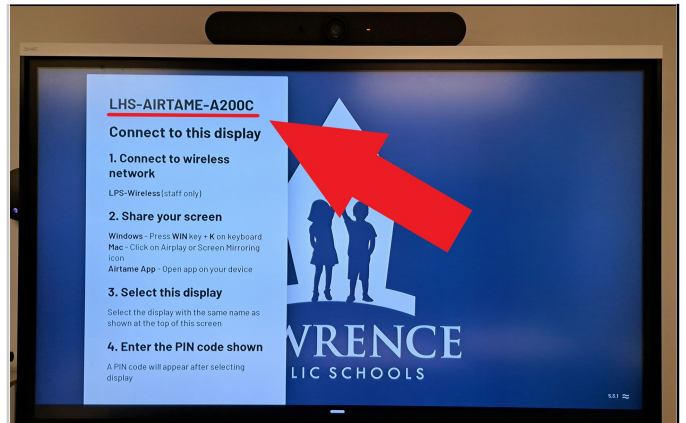 LHS-AIRTAME-A200C
Connect to this display
1. Connect to wireless
network
LPS-Wireless (staff only)
2. Share your screen
Windows - Press WIN key + K on keyboard
Mac - Click on Airplay or Screen Mirroring
icon
Airtame App - Open app on your device
3. Select this display
Select the display with the same name as
shown at the top of this screen
4. Enter the PIN code shown
A PIN code will appear after selecting
display
WRENCE
LIC SCHOOLS
5.3.1